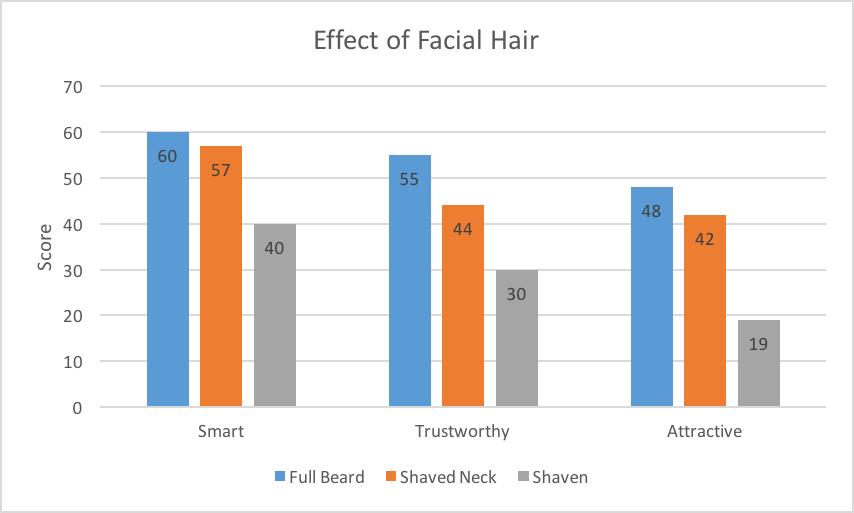 Effect of Facial Hair
70
60
50
40
30
20
10
0
Score
60
57
40
55
44
30
48
42
19
Smart
Trustworthy
Attractive
Full Beard
Shaved Neck
Shaven